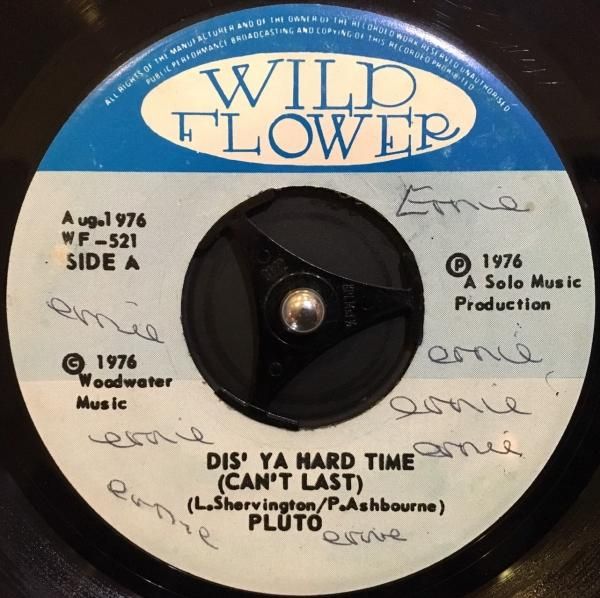 ALL RIGHTS OF THE MANUFACTURER AND OF THE OWNER OF THE RECORDED WORK RESERVED UNAUTHORISED
PUBLIC PERFORMANCE BROADCASTING AND COPYING OF THIS RECORDED PROHIBITED
WILD
FLOWER
Ernie
Aug.1976
WF-521
SIDE A
℗ 1976
A Solo Music
Production
ernie
ernie
© 1976
Woodwater
Music
ernie
ernie
ernie
DIS' YA HARD TIME
(CAN'T LAST)
(L.Shervington/P.Ashbourne)
PLUTO
ernie